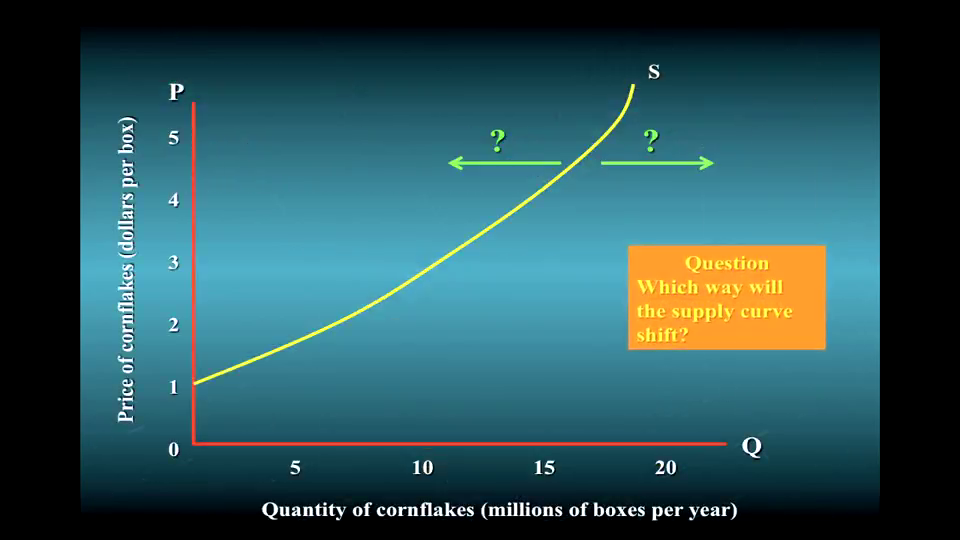 S
P
5
4
3
2
1
0
Price of cornflakes (dollars per box)
?
?
Question
Which way will
the supply curve
shift?
Q
5
10
15
20
Quantity of cornflakes (millions of boxes per year)